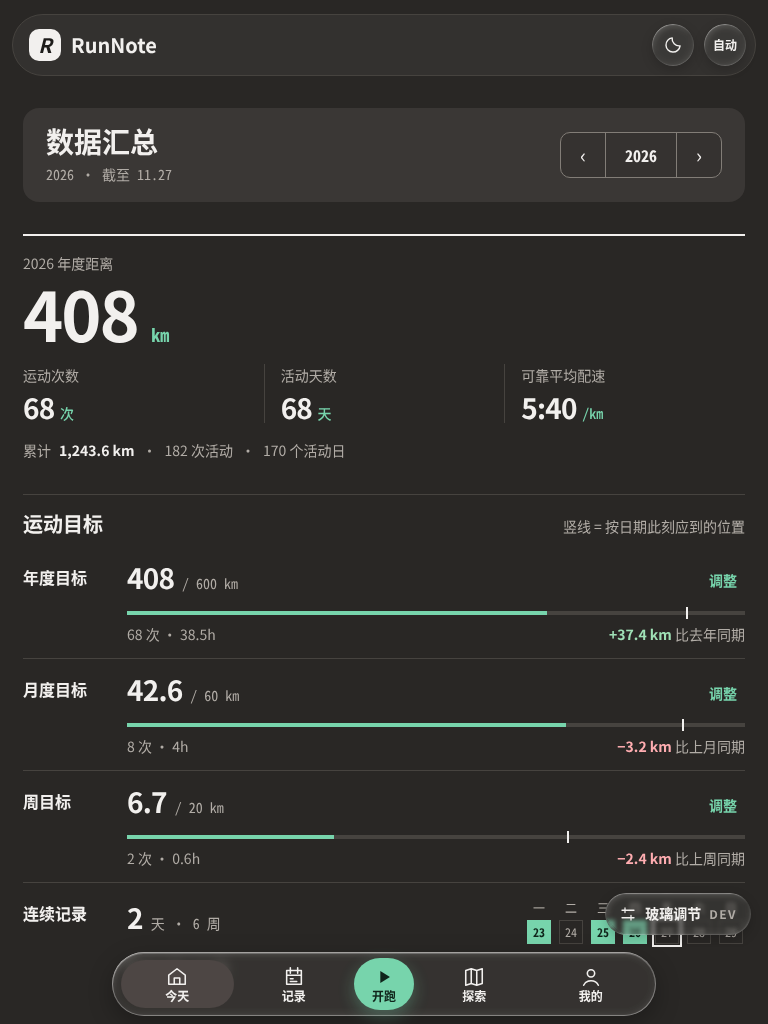 R RunNote 自动
数据汇总
2026 • 截至 11.27
‹ 2026 ›
2026 年度距离
408 km
运动次数 活动天数 可靠平均配速
68 次 68 天 5:40 /km
累计 1,243.6 km • 182 次活动 • 170 个活动日
运动目标 竖线 = 按日期此刻应到的位置
年度目标 408 / 600 km 调整
68 次 • 38.5h +37.4 km 比去年同期
月度目标 42.6 / 60 km 调整
8 次 • 4h −3.2 km 比上月同期
周目标 6.7 / 20 km 调整
2 次 • 0.6h −2.4 km 比上周同期
一 二 三
连续记录 2 天 • 6 周 玻璃调节 DEV
23 24 25
今天 记录 开跑 探索 我的